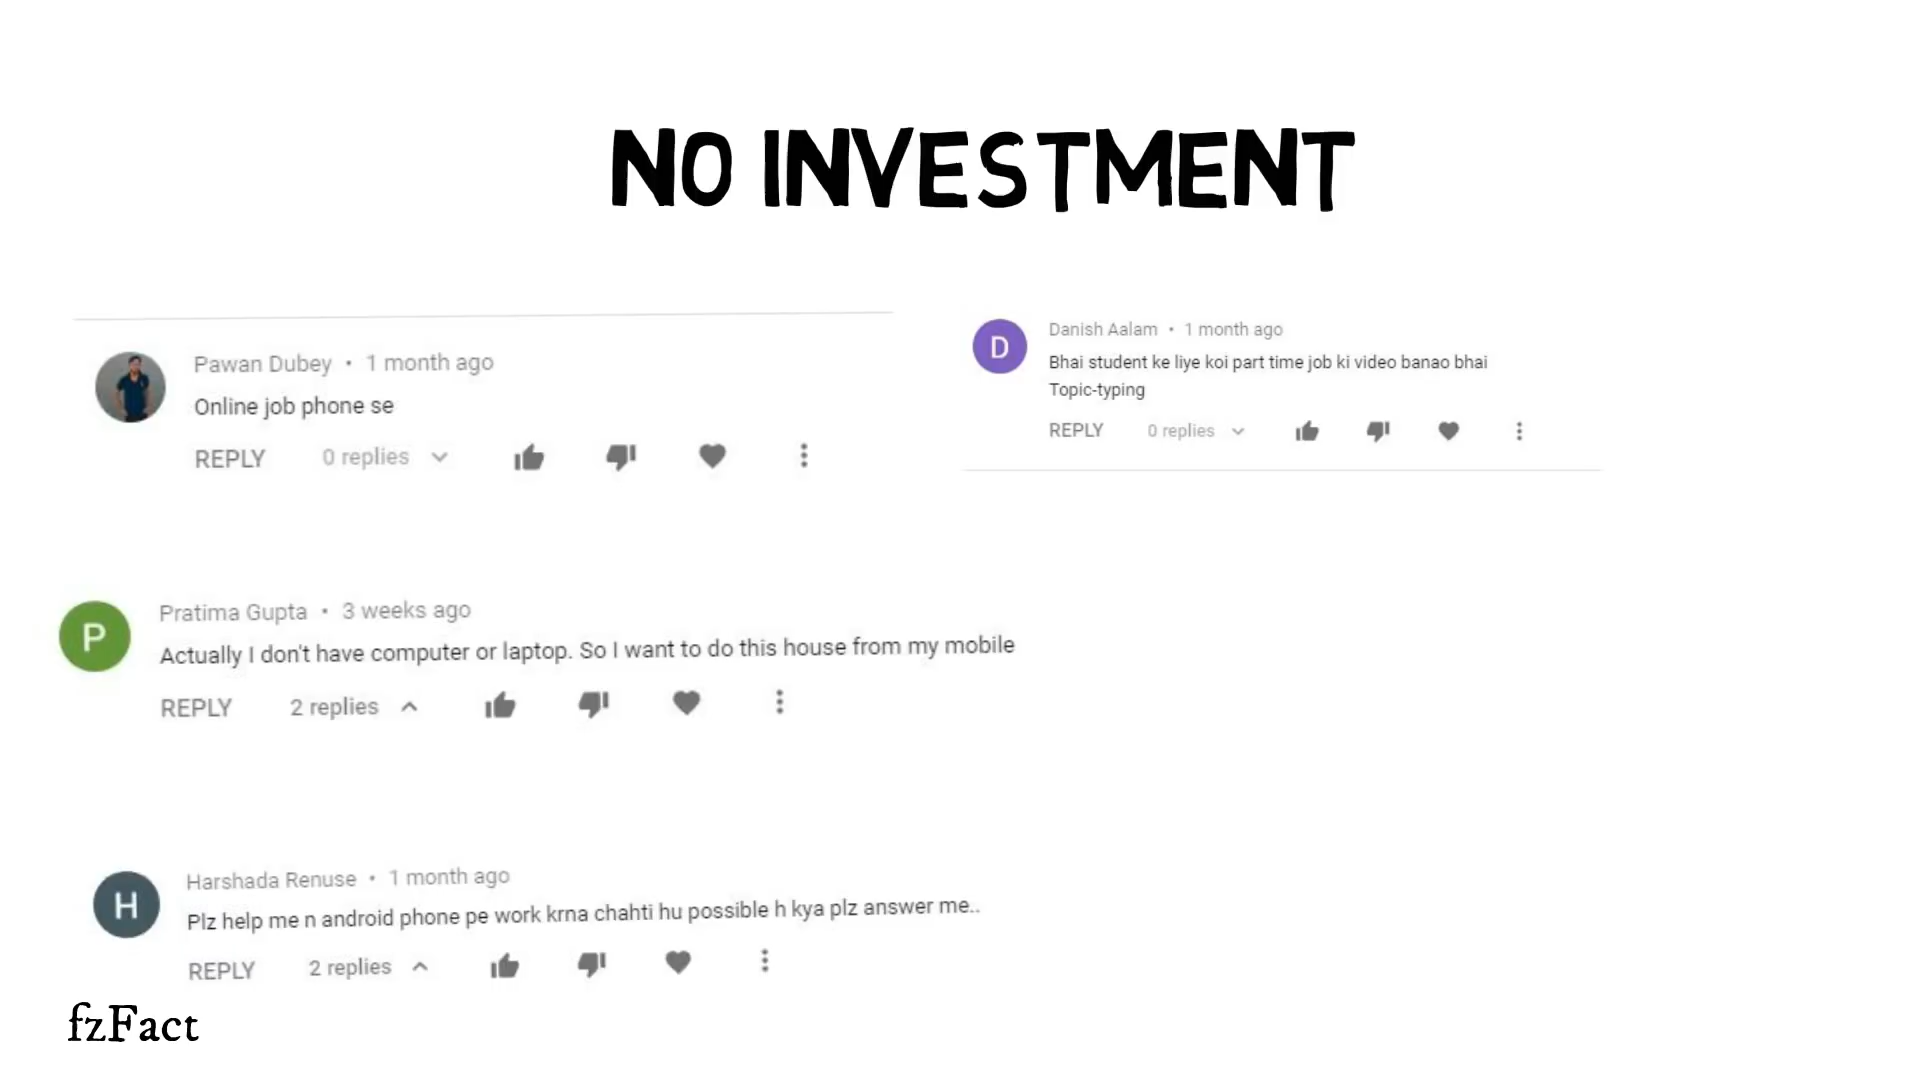 NO INVESTMENT
Pawan Dubey • 1 month ago
Online job phone se
REPLY 0 replies
D
Danish Aalam • 1 month ago
Bhai student ke liye koi part time job ki video banao bhai
Topic-typing
REPLY 0 replies
P
Pratima Gupta • 3 weeks ago
Actually I don't have computer or laptop. So I want to do this house from my mobile
REPLY 2 replies
H
Harshada Renuse • 1 month ago
Plz help me n android phone pe work krna chahti hu possible h kya plz answer me..
REPLY 2 replies
fzFact